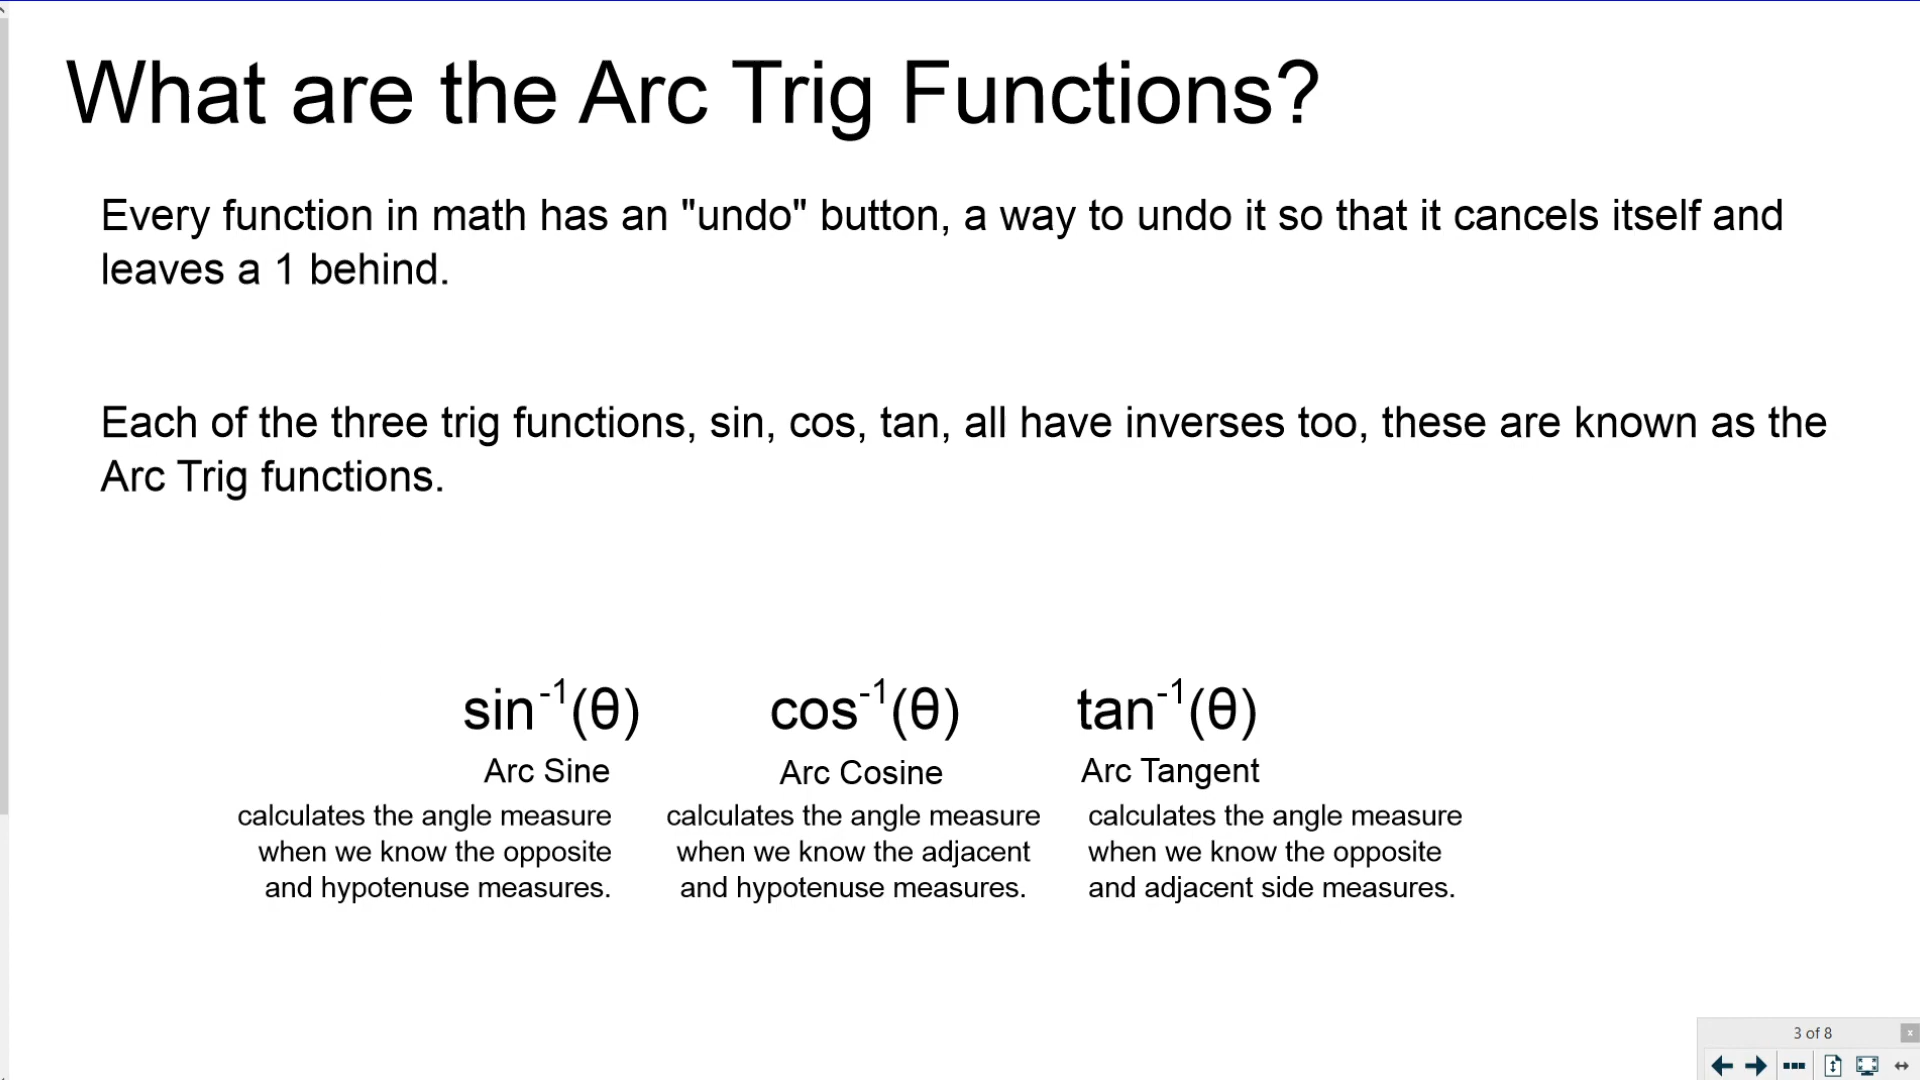 What are the Arc Trig Functions?
Every function in math has an "undo" button, a way to undo it so that it cancels itself and
leaves a 1 behind.
Each of the three trig functions, sin, cos, tan, all have inverses too, these are known as the
Arc Trig functions.
sin⁻¹(θ)
Arc Sine
calculates the angle measure
when we know the opposite
and hypotenuse measures.
cos⁻¹(θ)
Arc Cosine
calculates the angle measure
when we know the adjacent
and hypotenuse measures.
tan⁻¹(θ)
Arc Tangent
calculates the angle measure
when we know the opposite
and adjacent side measures.
3 of 8